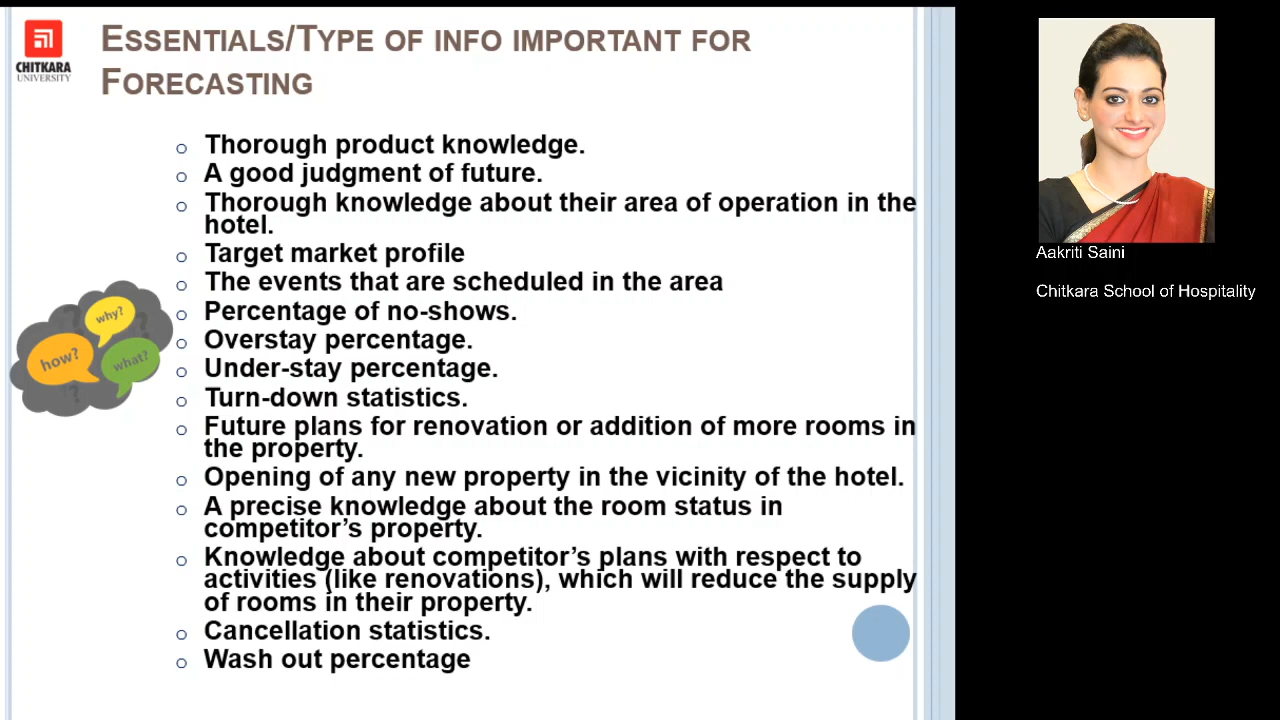 CHITKARA
UNIVERSITY
ESSENTIALS/TYPE OF INFO IMPORTANT FOR
FORECASTING
Thorough product knowledge.
A good judgment of future.
Thorough knowledge about their area of operation in the
hotel.
Target market profile
The events that are scheduled in the area
Percentage of no-shows.
Overstay percentage.
Under-stay percentage.
Turn-down statistics.
Future plans for renovation or addition of more rooms in
the property.
Opening of any new property in the vicinity of the hotel.
A precise knowledge about the room status in
competitor’s property.
Knowledge about competitor’s plans with respect to
activities (like renovations), which will reduce the supply
of rooms in their property.
Cancellation statistics.
Wash out percentage
why?
how?
what?
Aakriti Saini
Chitkara School of Hospitality